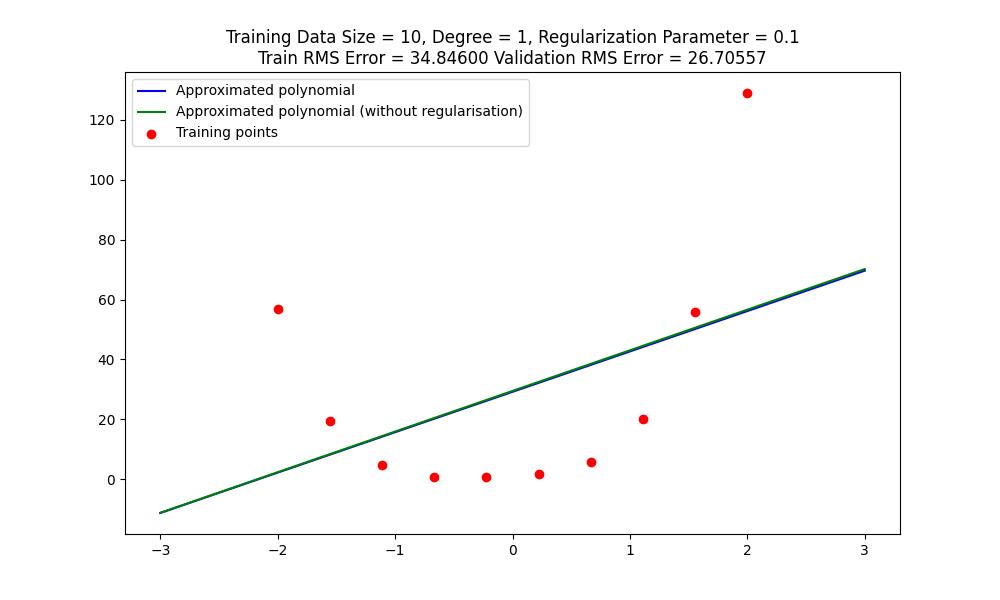 Training Data Size = 10, Degree = 1, Regularization Parameter = 0.1
Train RMS Error = 34.84600 Validation RMS Error = 26.70557
Approximated polynomial
Approximated polynomial (without regularisation)
Training points
120
100
80
60
40
20
0
−3 −2 −1 0 1 2 3